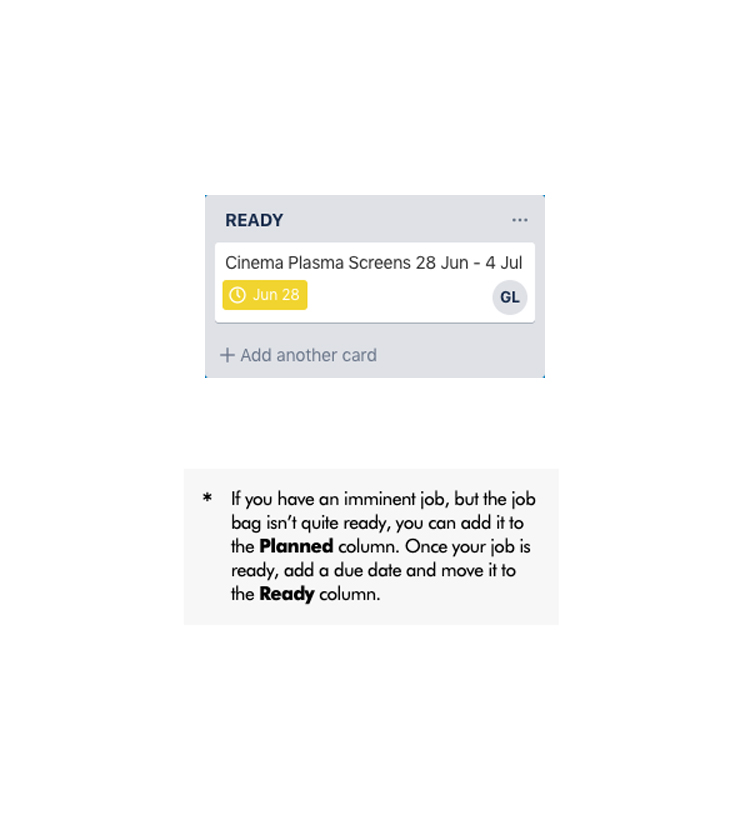 READY
Cinema Plasma Screens 28 Jun - 4 Jul
Jun 28
GL
+ Add another card
* If you have an imminent job, but the job
bag isn’t quite ready, you can add it to
the Planned column. Once your job is
ready, add a due date and move it to
the Ready column.